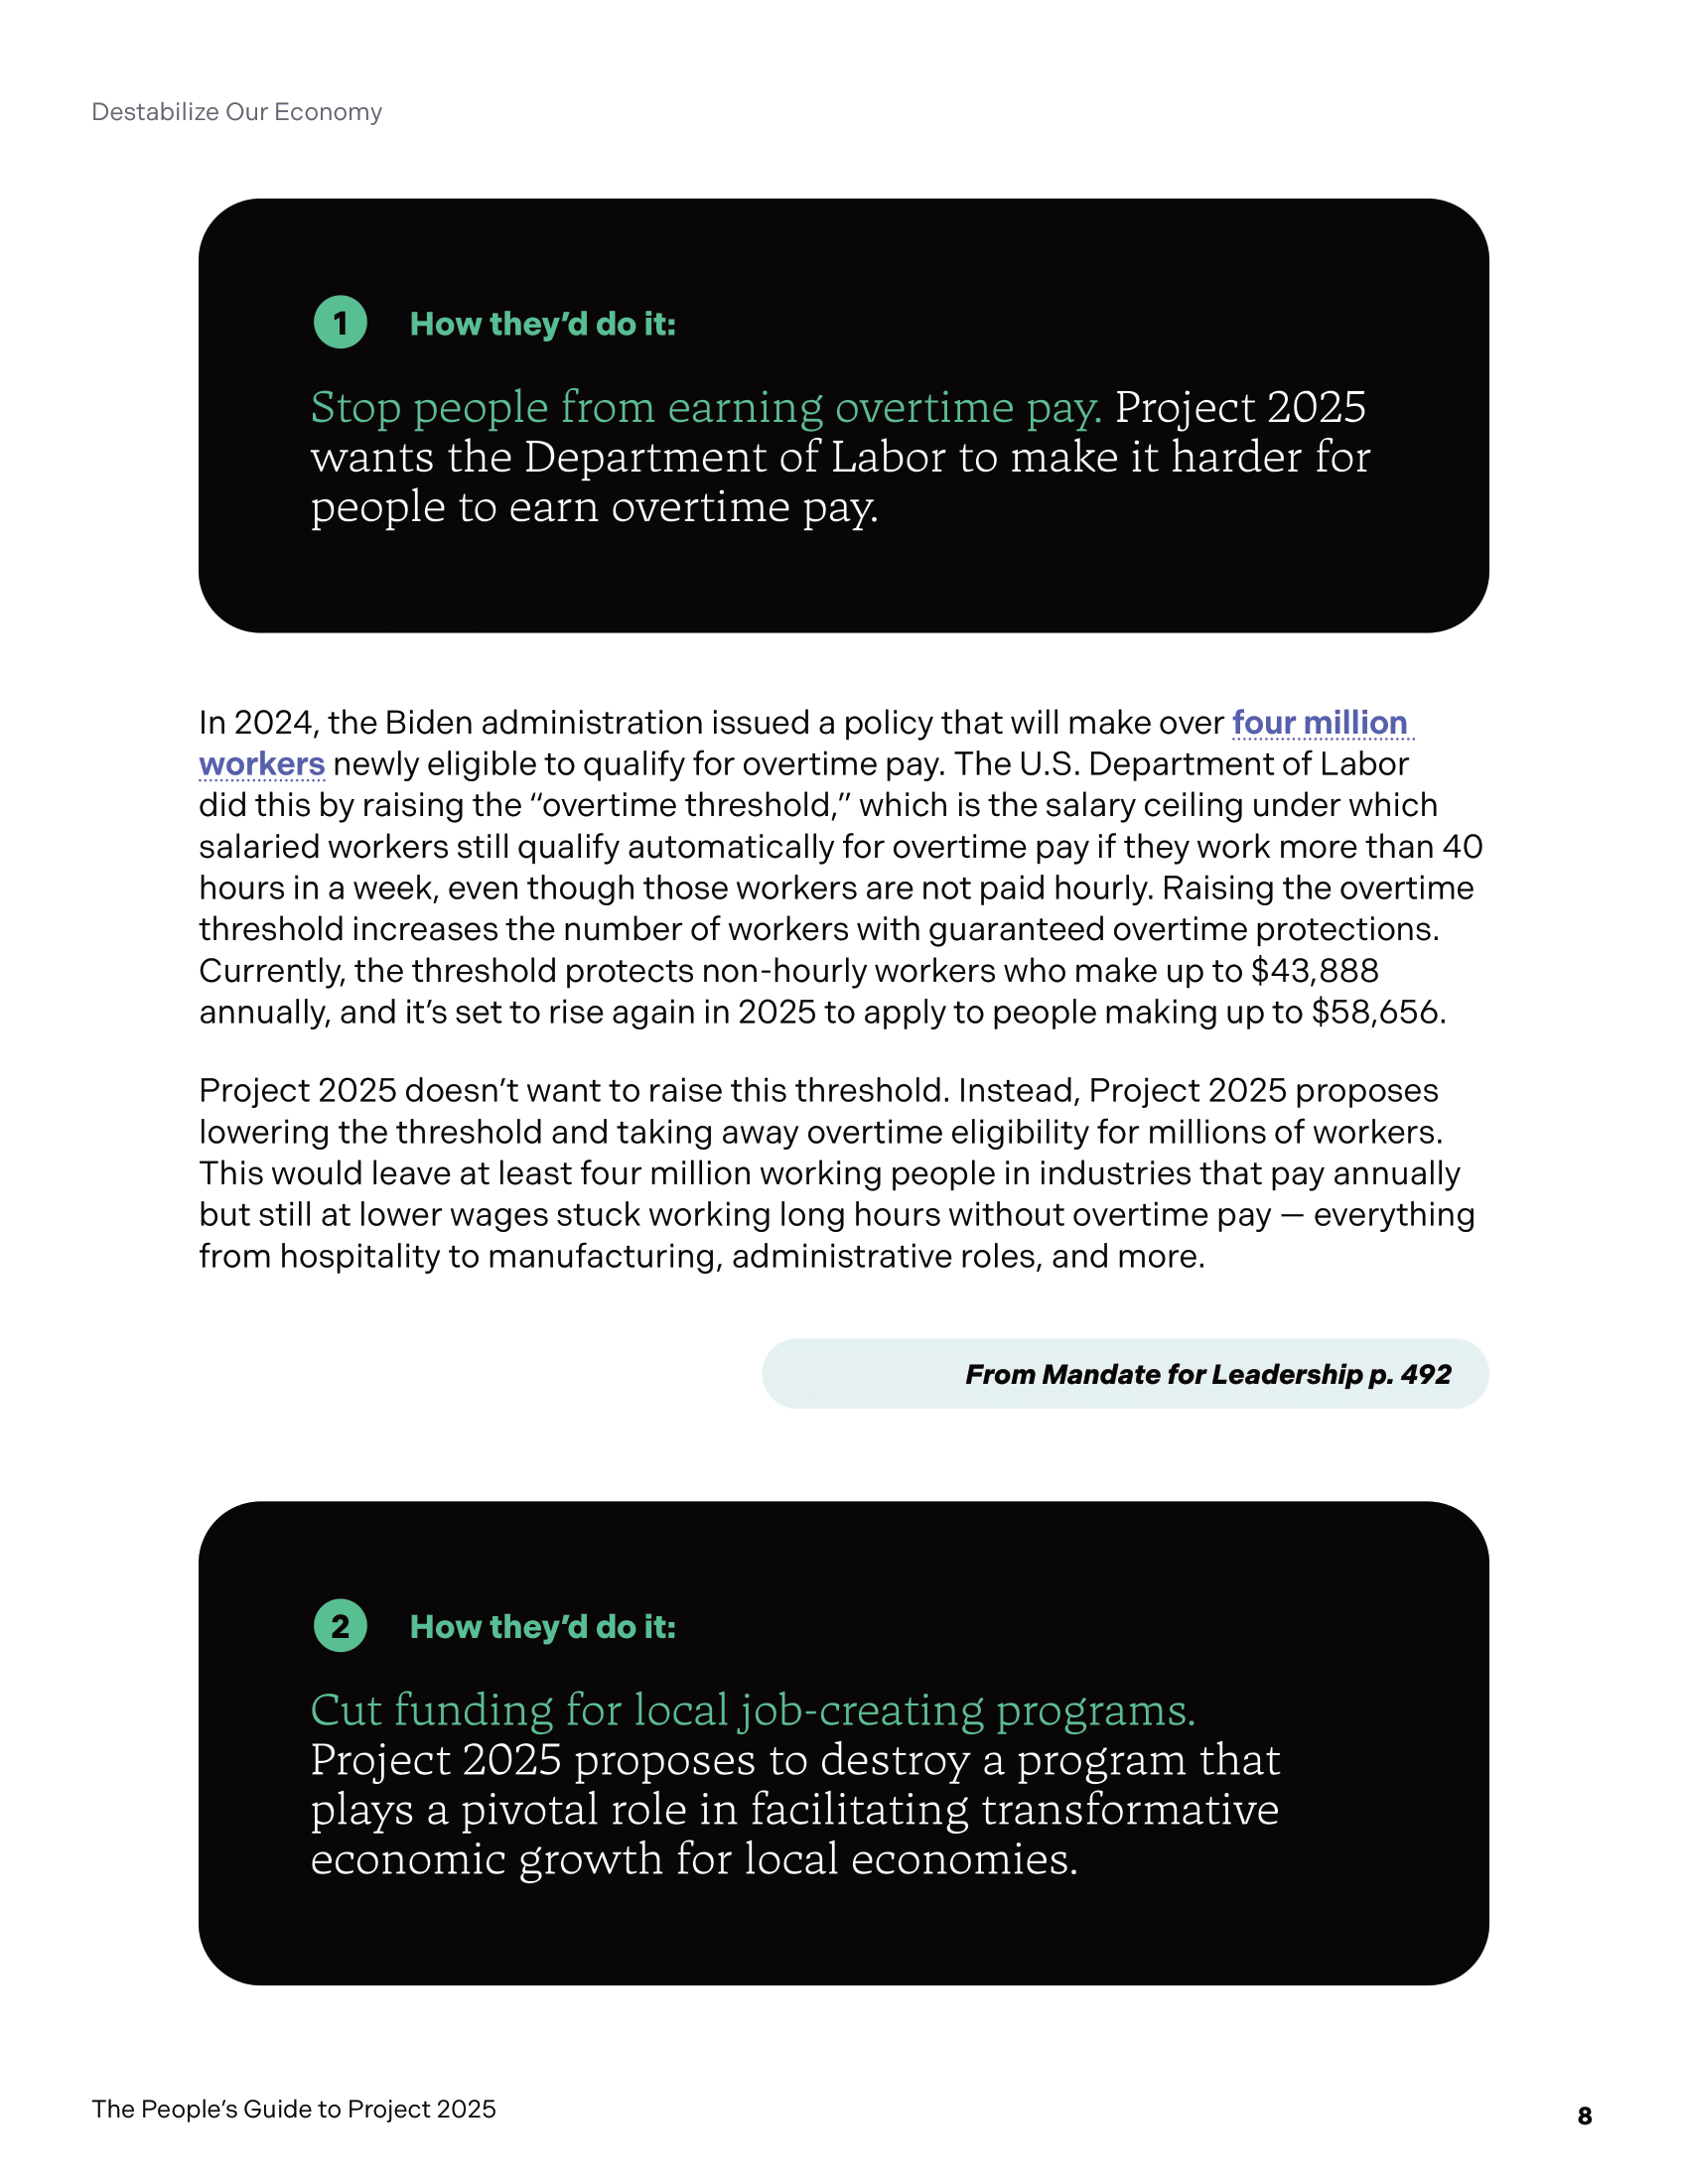 Destabilize Our Economy
1 How they’d do it:
Stop people from earning overtime pay. Project 2025
wants the Department of Labor to make it harder for
people to earn overtime pay.
In 2024, the Biden administration issued a policy that will make over four million
workers newly eligible to qualify for overtime pay. The U.S. Department of Labor
did this by raising the “overtime threshold,” which is the salary ceiling under which
salaried workers still qualify automatically for overtime pay if they work more than 40
hours in a week, even though those workers are not paid hourly. Raising the overtime
threshold increases the number of workers with guaranteed overtime protections.
Currently, the threshold protects non-hourly workers who make up to $43,888
annually, and it’s set to rise again in 2025 to apply to people making up to $58,656.
Project 2025 doesn’t want to raise this threshold. Instead, Project 2025 proposes
lowering the threshold and taking away overtime eligibility for millions of workers.
This would leave at least four million working people in industries that pay annually
but still at lower wages stuck working long hours without overtime pay — everything
from hospitality to manufacturing, administrative roles, and more.
From Mandate for Leadership p. 492
2 How they’d do it:
Cut funding for local job-creating programs.
Project 2025 proposes to destroy a program that
plays a pivotal role in facilitating transformative
economic growth for local economies.
The People’s Guide to Project 2025
8